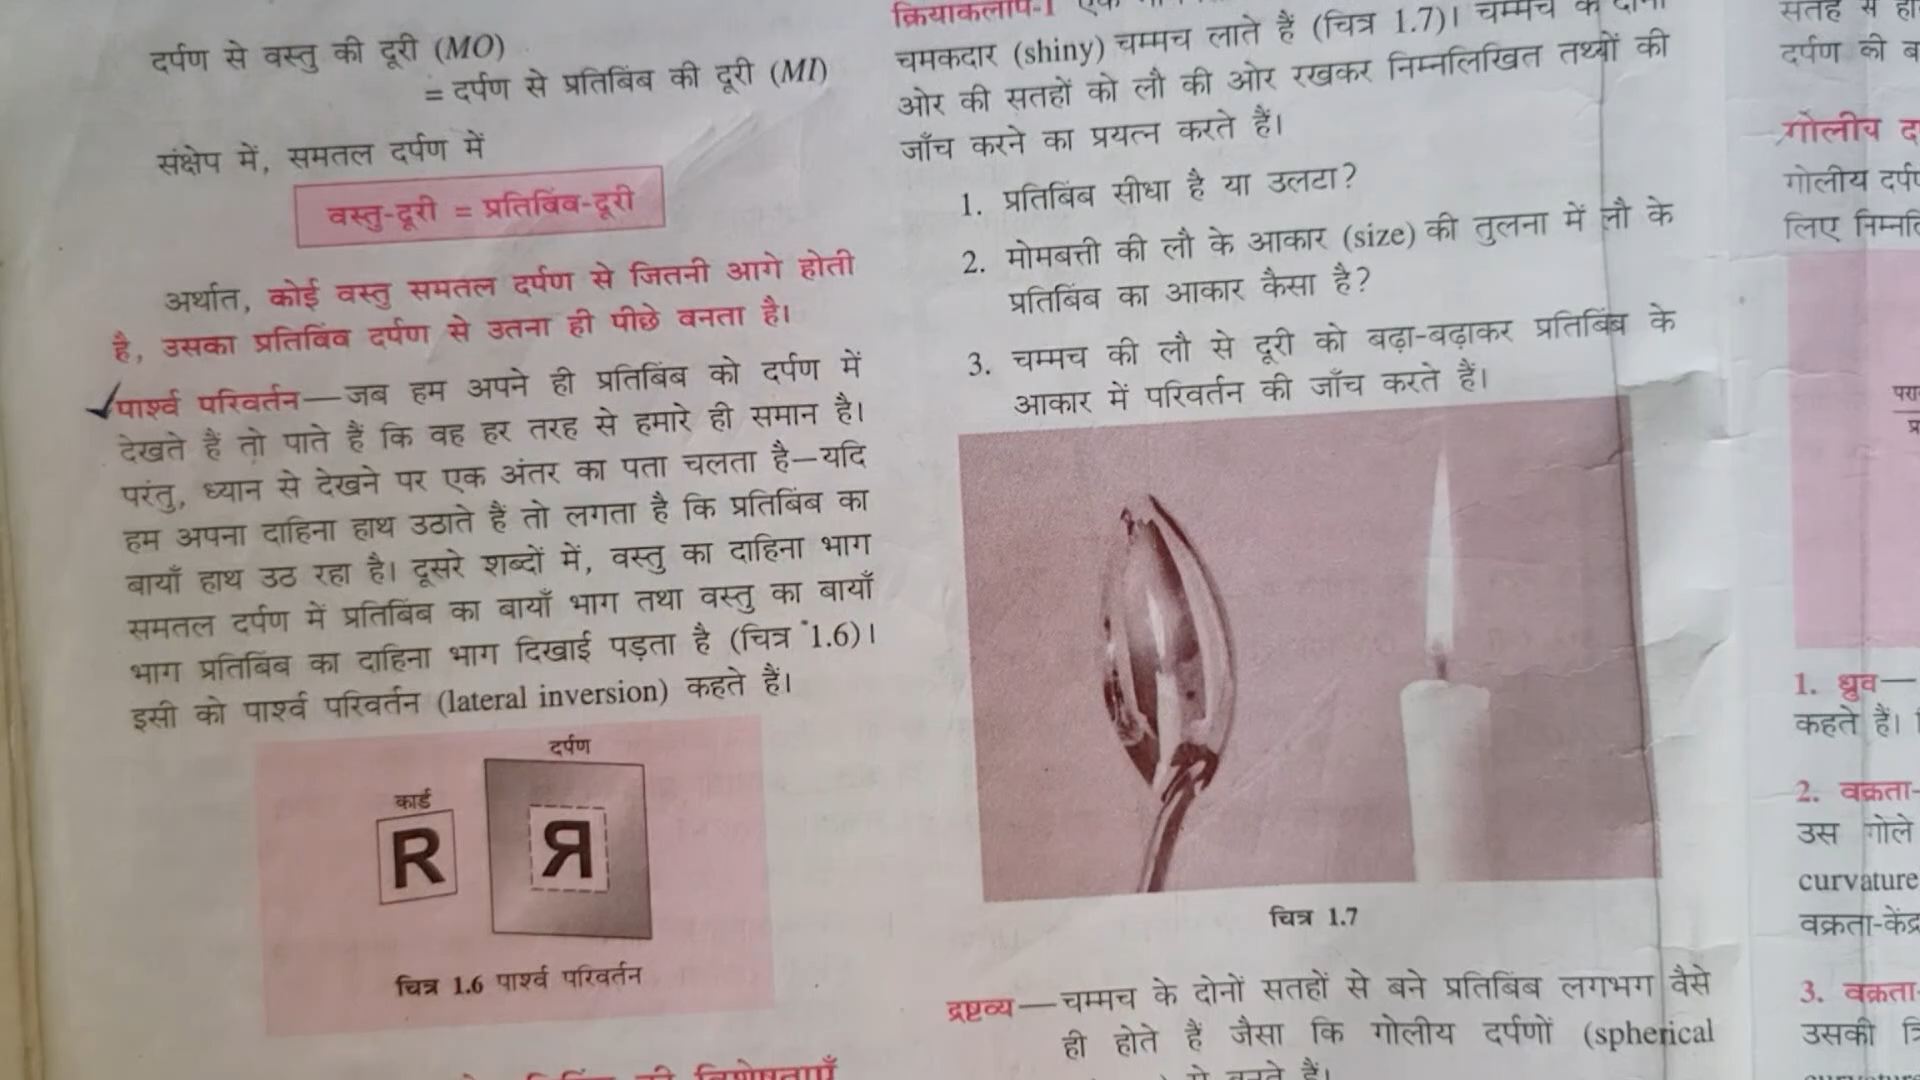 दर्पण से वस्तु की दूरी (MO)
= दर्पण से प्रतिबिंब की दूरी (MI)
संक्षेप में, समतल दर्पण में
वस्तु-दूरी = प्रतिबिंब-दूरी
अर्थात, कोई वस्तु समतल दर्पण से जितनी आगे होती
है, उसका प्रतिबिंब दर्पण से उतना ही पीछे बनता है।
पार्श्व परिवर्तन—जब हम अपने ही प्रतिबिंब को दर्पण में
देखते हैं तो पाते हैं कि वह हर तरह से हमारे ही समान है।
परंतु, ध्यान से देखने पर एक अंतर का पता चलता है—यदि
हम अपना दाहिना हाथ उठाते हैं तो लगता है कि प्रतिबिंब का
बायाँ हाथ उठ रहा है। दूसरे शब्दों में, वस्तु का दाहिना भाग
समतल दर्पण में प्रतिबिंब का बायाँ भाग तथा वस्तु का बायाँ
भाग प्रतिबिंब का दाहिना भाग दिखाई पड़ता है (चित्र 1.6)।
इसी को पार्श्व परिवर्तन (lateral inversion) कहते हैं।
दर्पण
कार्ड
R
Я
चित्र 1.6 पार्श्व परिवर्तन
की विशेषताएँ
क्रियाकलाप-1 एक
चमकदार (shiny) चम्मच लाते हैं (चित्र 1.7)। चम्मच के दोनों
ओर की सतहों को लौ की ओर रखकर निम्नलिखित तथ्यों की
जाँच करने का प्रयत्न करते हैं।
1. प्रतिबिंब सीधा है या उलटा?
2. मोमबत्ती की लौ के आकार (size) की तुलना में लौ के
प्रतिबिंब का आकार कैसा है?
3. चम्मच की लौ से दूरी को बढ़ा-बढ़ाकर प्रतिबिंब के
आकार में परिवर्तन की जाँच करते हैं।
चित्र 1.7
द्रष्टव्य—चम्मच के दोनों सतहों से बने प्रतिबिंब लगभग वैसे
ही होते हैं जैसा कि गोलीय दर्पणों (spherical
से बनते हैं।
सतह से
दर्पण की
गोलीय
गोलीय
लिए
1. ध्रुव—
कहते हैं।
2. वक्रता-
उस गोले
curvature
वक्रता-
3. वक्रता
उसकी